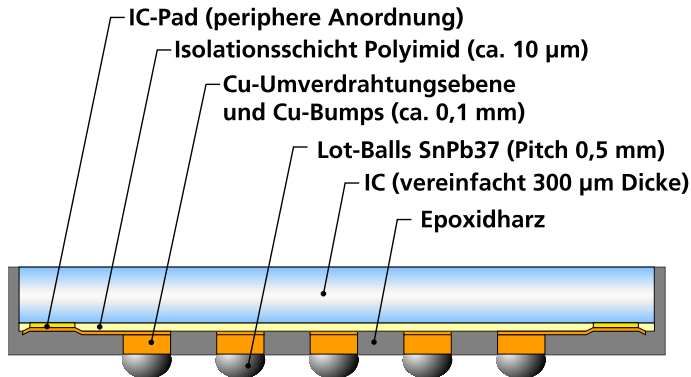 IC-Pad (periphere Anordnung)
Isolationsschicht Polyimid (ca. 10 µm)
Cu-Umverdrahtungsebene
und Cu-Bumps (ca. 0,1 mm)
Lot-Balls SnPb37 (Pitch 0,5 mm)
IC (vereinfacht 300 µm Dicke)
Epoxidharz